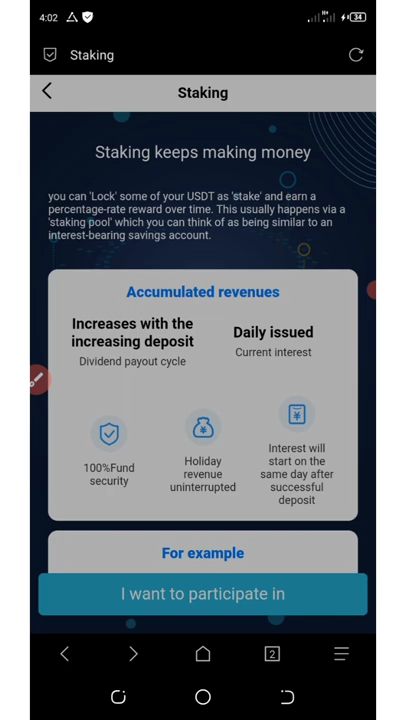 4:02
34
Staking
Staking
Staking keeps making money
you can 'Lock' some of your USDT as 'stake' and earn a
percentage-rate reward over time. This usually happens via a
'staking pool' which you can think of as being similar to an
interest-bearing savings account.
Accumulated revenues
Increases with the
increasing deposit
Dividend payout cycle
Daily issued
Current interest
100%Fund
security
Holiday
revenue
uninterrupted
Interest will
start on the
same day after
successful
deposit
For example
I want to participate in
2